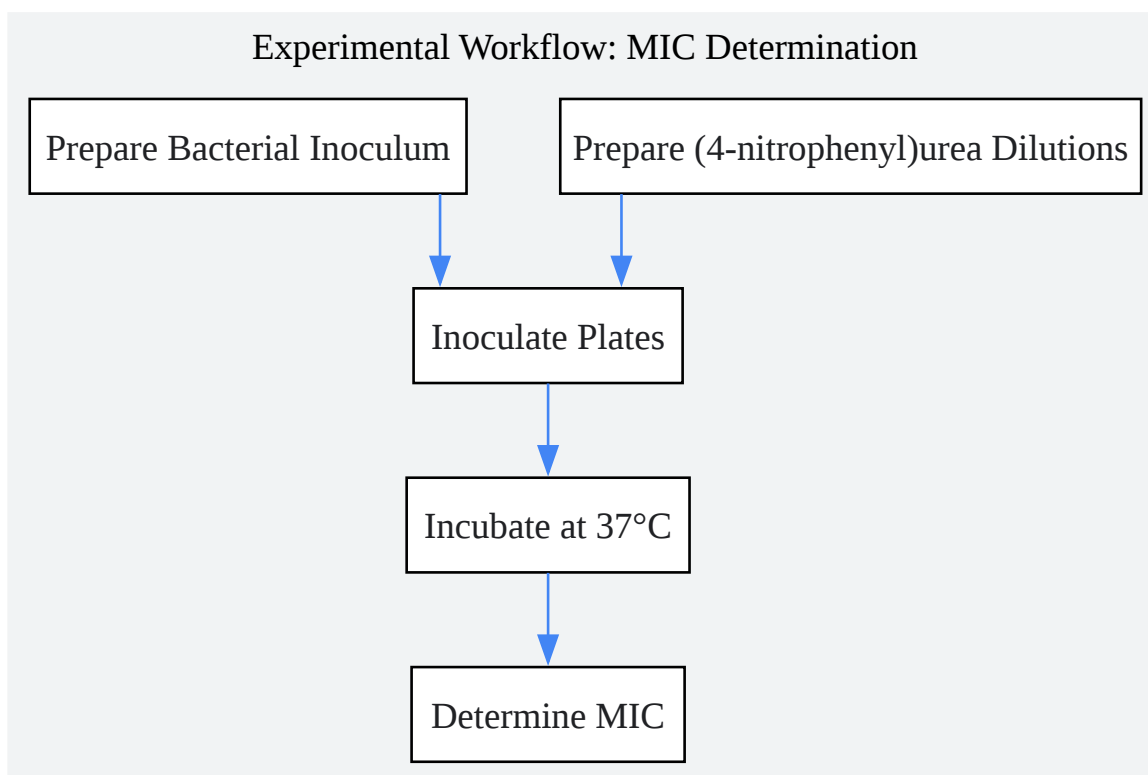 Experimental Workflow: MIC Determination
Prepare Bacterial Inoculum
Prepare (4-nitrophenyl)urea Dilutions
Inoculate Plates
Incubate at 37°C
Determine MIC